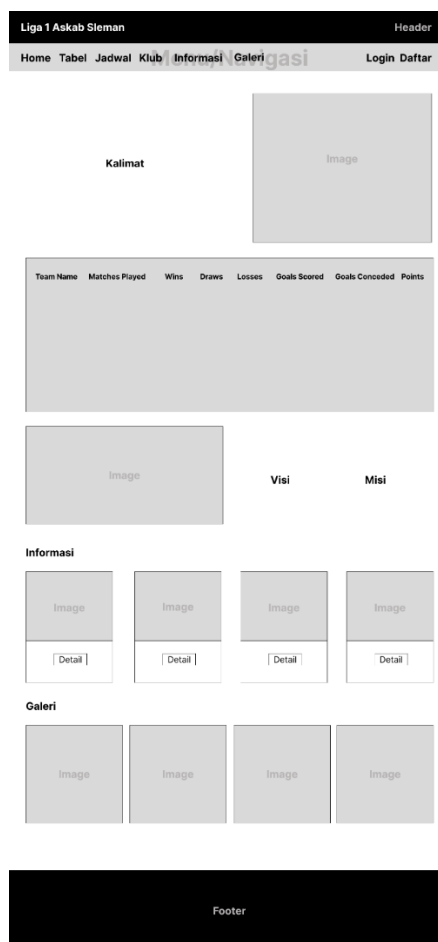 Liga 1 Askab Sleman Header
Menu/Navigasi
Home Tabel Jadwal Klub Informasi Galeri Login Daftar
Kalimat
Image
Team Name Matches Played Wins Draws Losses Goals Scored Goals Conceded Points
Image
Visi Misi
Informasi
Image Image Image Image
Detail Detail Detail Detail
Galeri
Image Image Image Image
Footer